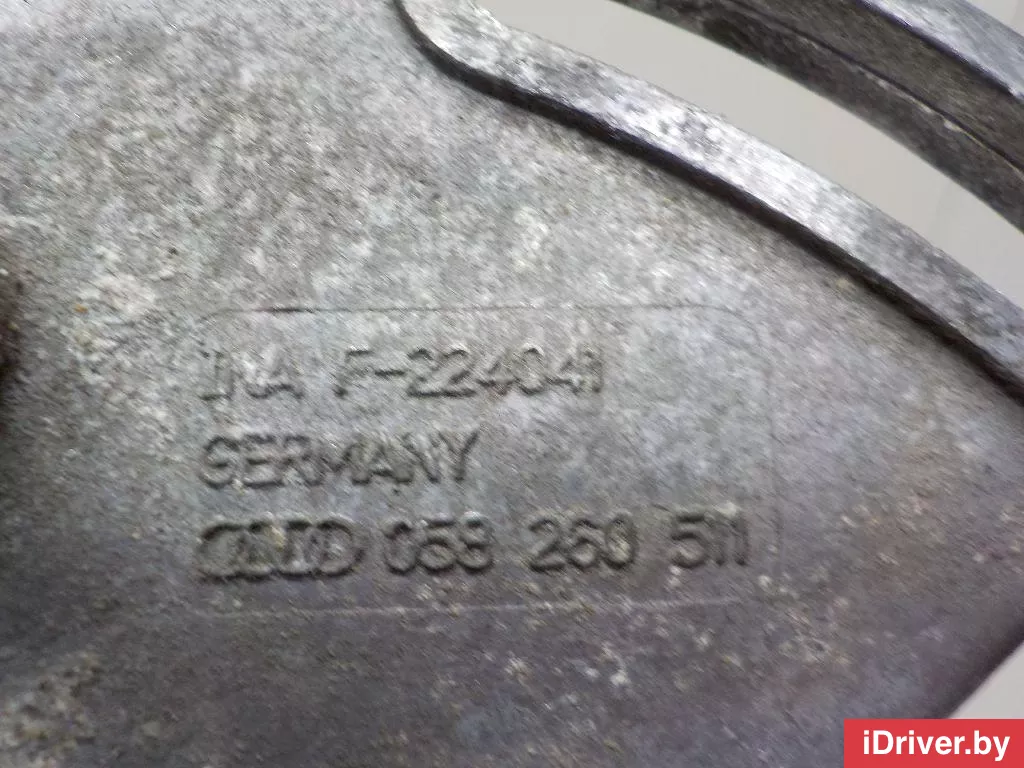 INA F-224041
GERMANY
058 260 511
iDriver.by